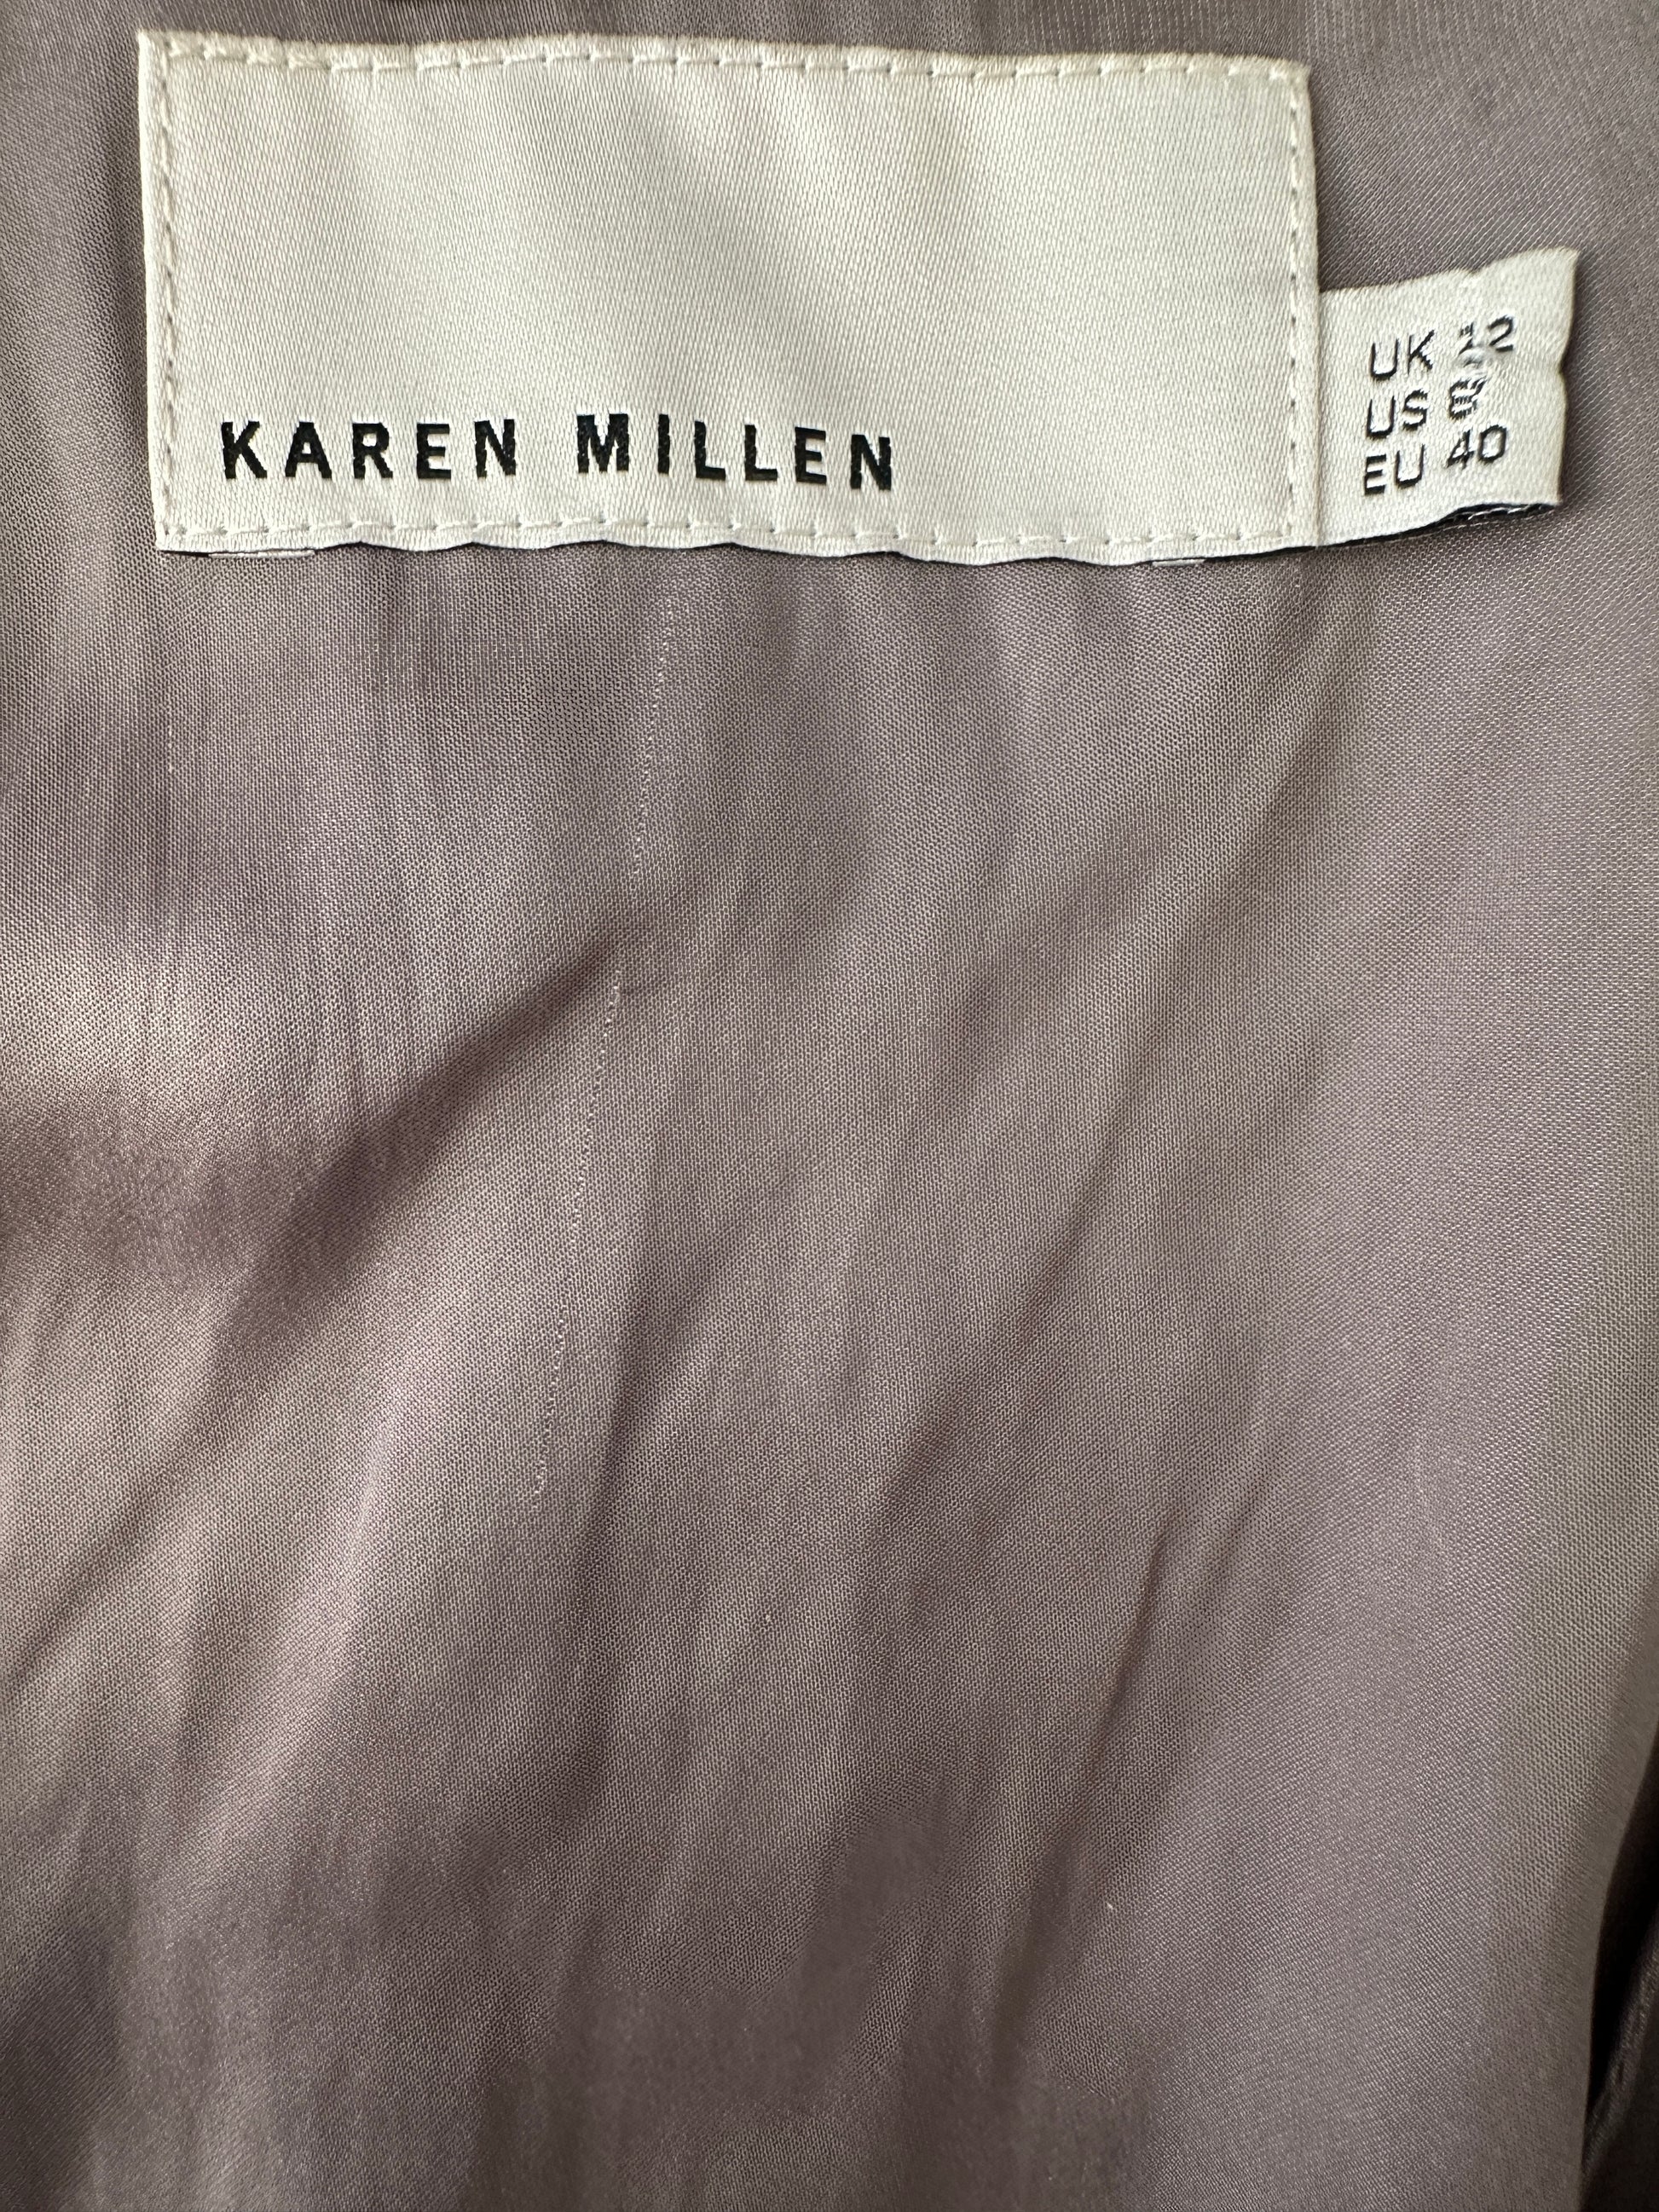 KAREN MILLEN
UK 12
US 8
EU 40